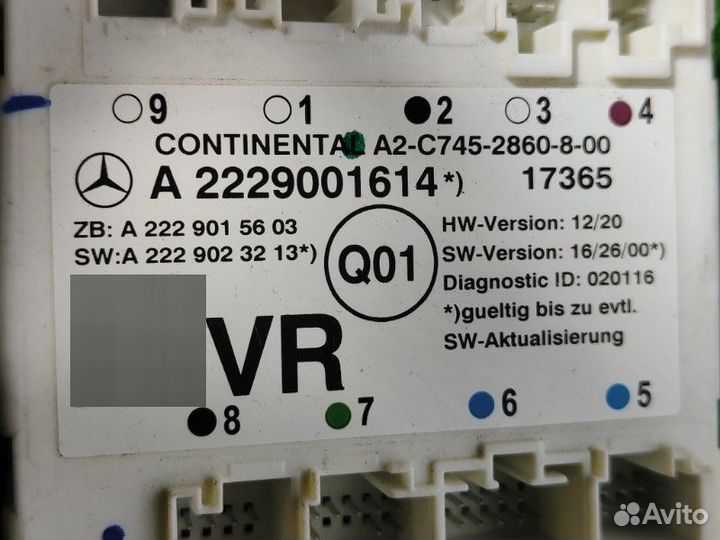 9 1 2 3 4
CONTINENTAL A2-C745-2860-8-00
A 2229001614*) 17365
ZB: A 222 901 56 03
SW:A 222 902 32 13*)
Q01
HW-Version: 12/20
SW-Version: 16/26/00*)
Diagnostic ID: 020116
*)gueltig bis zu evtl.
SW-Aktualisierung
VR
8 7 6 5
Avito